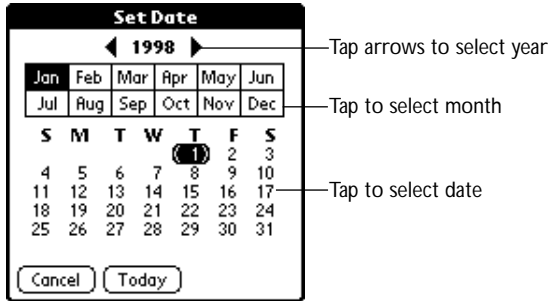 Set Date
1998
Tap arrows to select year
Jan Feb Mar Apr May Jun
Jul Aug Sep Oct Nov Dec
Tap to select month
S M T W T F S
1 2 3
4 5 6 7 8 9 10
11 12 13 14 15 16 17
Tap to select date
18 19 20 21 22 23 24
25 26 27 28 29 30 31
Cancel Today